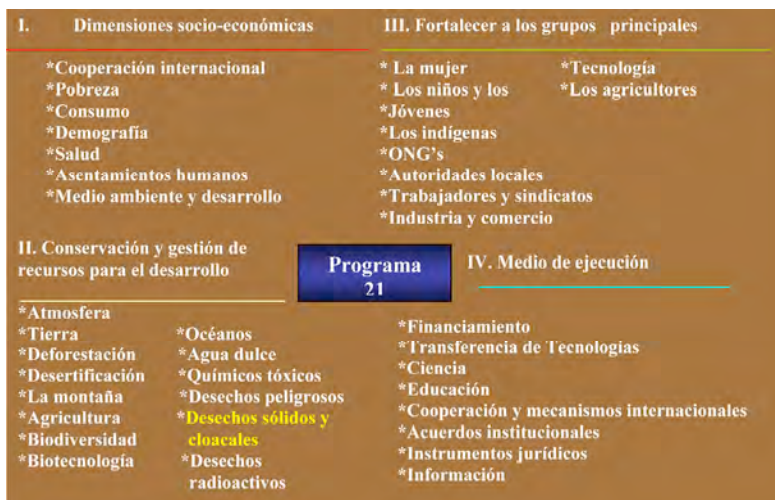 I. Dimensiones socio-económicas
*Cooperación internacional
*Pobreza
*Consumo
*Demografía
*Salud
*Asentamientos humanos
*Medio ambiente y desarrollo
III. Fortalecer a los grupos principales
* La mujer
* Los niños y los
*Jóvenes
*Los indígenas
*ONG's
*Autoridades locales
*Trabajadores y sindicatos
*Industria y comercio
*Tecnología
*Los agricultores
II. Conservación y gestión de
recursos para el desarrollo
*Atmosfera
*Tierra
*Deforestación
*Desertificación
*La montaña
*Agricultura
*Biodiversidad
*Biotecnología
*Océanos
*Agua dulce
*Químicos tóxicos
*Desechos peligrosos
*Desechos sólidos y
cloacales
*Desechos
radioactivos
Programa
21
IV. Medio de ejecución
*Financiamiento
*Transferencia de Tecnologías
*Ciencia
*Educación
*Cooperación y mecanismos internacionales
*Acuerdos institucionales
*Instrumentos jurídicos
*Información